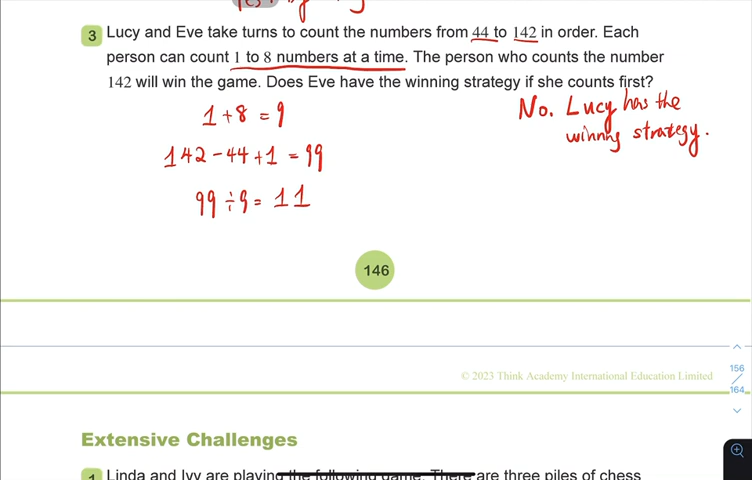 3 Lucy and Eve take turns to count the numbers from 44 to 142 in order. Each
person can count 1 to 8 numbers at a time. The person who counts the number
142 will win the game. Does Eve have the winning strategy if she counts first?
1 + 8 = 9
142 - 44 + 1 = 99
99 ÷ 9 = 11
No. Lucy has the
winning strategy.
146
© 2023 Think Academy International Education Limited
156
/
164
Extensive Challenges
1 Linda and Ivy are playing the following game. There are three piles of chess